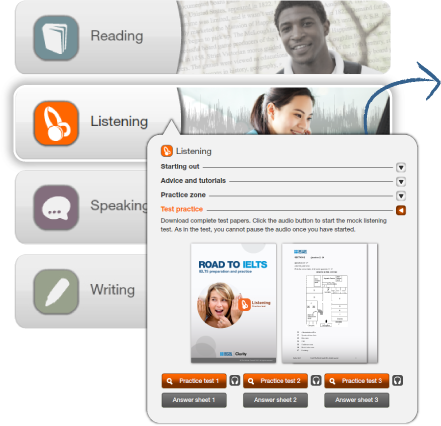 Reading
Listening
Speaking
Writing
Listening
Starting out
Advice and tutorials
Practice zone
Test practice
Download complete test papers. Click the audio button to start the mock listening
test. As in the test, you cannot pause the audio once you have started.
ROAD TO IELTS
IELTS preparation and practice
Listening
Practice test 1
Practice test 2
Practice test 3
Answer sheet 1
Answer sheet 2
Answer sheet 3